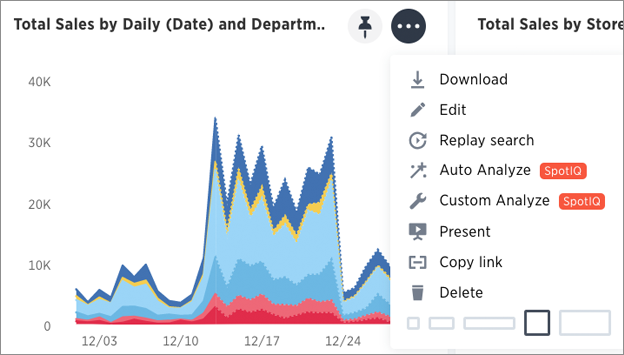 Total Sales by Daily (Date) and Departm..
Total Sales by Store
40K
30K
20K
10K
0
12/03
12/10
12/17
12/24
Download
Edit
Replay search
Auto Analyze SpotIQ
Custom Analyze SpotIQ
Present
Copy link
Delete